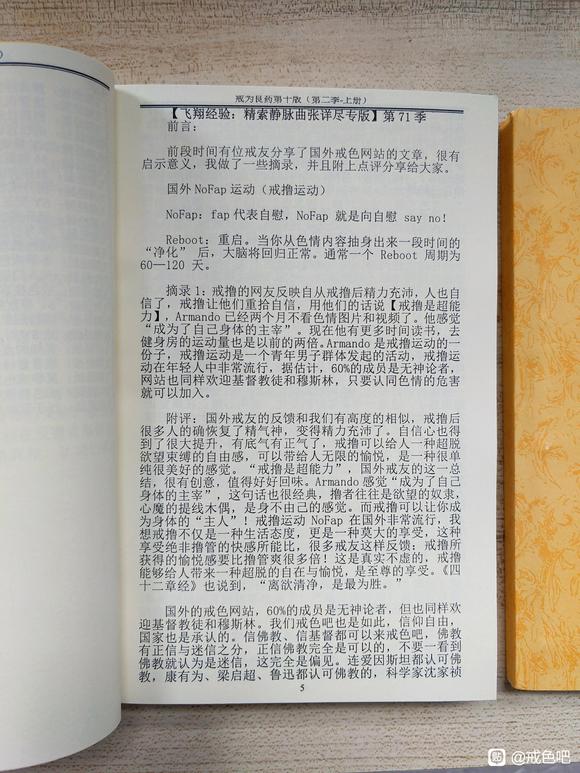 戒为良药第十版（第二季-上册）
【飞翔经验：精索静脉曲张详尽专版】第 71 季
前言：
前段时间有位戒友分享了国外戒色网站的文章，很有
启示意义，我做了一些摘录，并且附上点评分享给大家。
国外 NoFap 运动（戒撸运动）
NoFap：fap 代表自慰，NoFap 就是向自慰 say no！
Reboot：重启。当你从色情内容抽身出来一段时间的
“净化” 后，大脑将回归正常。通常一个 Reboot 周期为
60—120 天。
摘录 1：戒撸的网友反映自从戒撸后精力充沛，人也自
信了，戒撸让他们重拾自信，用他们的话说【戒撸是超能
力】，Armando 已经两个月不看色情图片和视频了。他感觉
“成为了自己身体的主宰”。现在他有更多时间读书，去
健身房的运动量也是以前的两倍。Armando 是戒撸运动的一
份子，戒撸运动是一个青年男子群体发起的活动，戒撸运
动在年轻人中非常流行，据估计，60%的成员是无神论者，
网站也同样欢迎基督教徒和穆斯林，只要认同色情的危害
就可以加入。
附评：国外戒友的反馈和我们有高度的相似，戒撸后
很多人的确恢复了精气神，变得精力充沛了。自信心也得
到了很大提升，有底气有正气了，戒撸可以给人一种超脱
欲望束缚的自由感，可以带给人无限的愉悦，是一种很单
纯很美好的感觉。“戒撸是超能力”，国外戒友的这一总
结，很有创意，值得好好回味。Armando 感觉“成为了自己
身体的主宰”，这句话也很经典，撸者往往是欲望的奴隶，
心魔的提线木偶，是身不由己的感觉。而戒撸可以让你成
为身体的“主人”！戒撸运动 NoFap 在国外非常流行，我
想戒撸不仅是一种生活态度，更是一种莫大的享受，这种
享受绝非撸管的快感所能比，很多戒友这样反馈：戒撸所
获得的愉悦感要比撸管爽很多倍！这是真实不虚的，戒撸
能够给人带来一种超脱的自在与愉悦，是至尊的享受。《四
十二章经》也说到，“离欲清净，是最为胜。”
国外的戒色网站，60%的成员是无神论者，但也同样欢
迎基督教徒和穆斯林。我们戒色吧也是如此，信仰自由，
国家也是承认的。信佛教、信基督都可以来戒色吧，佛教
有正信与迷信之分，正信佛教完全是可以的，不要一看到
佛教就认为是迷信，这完全是偏见。连爱因斯坦都认可佛
教，康有为、梁启超、鲁迅都认可佛教的，科学家沈家祯
5
贴 @戒色吧